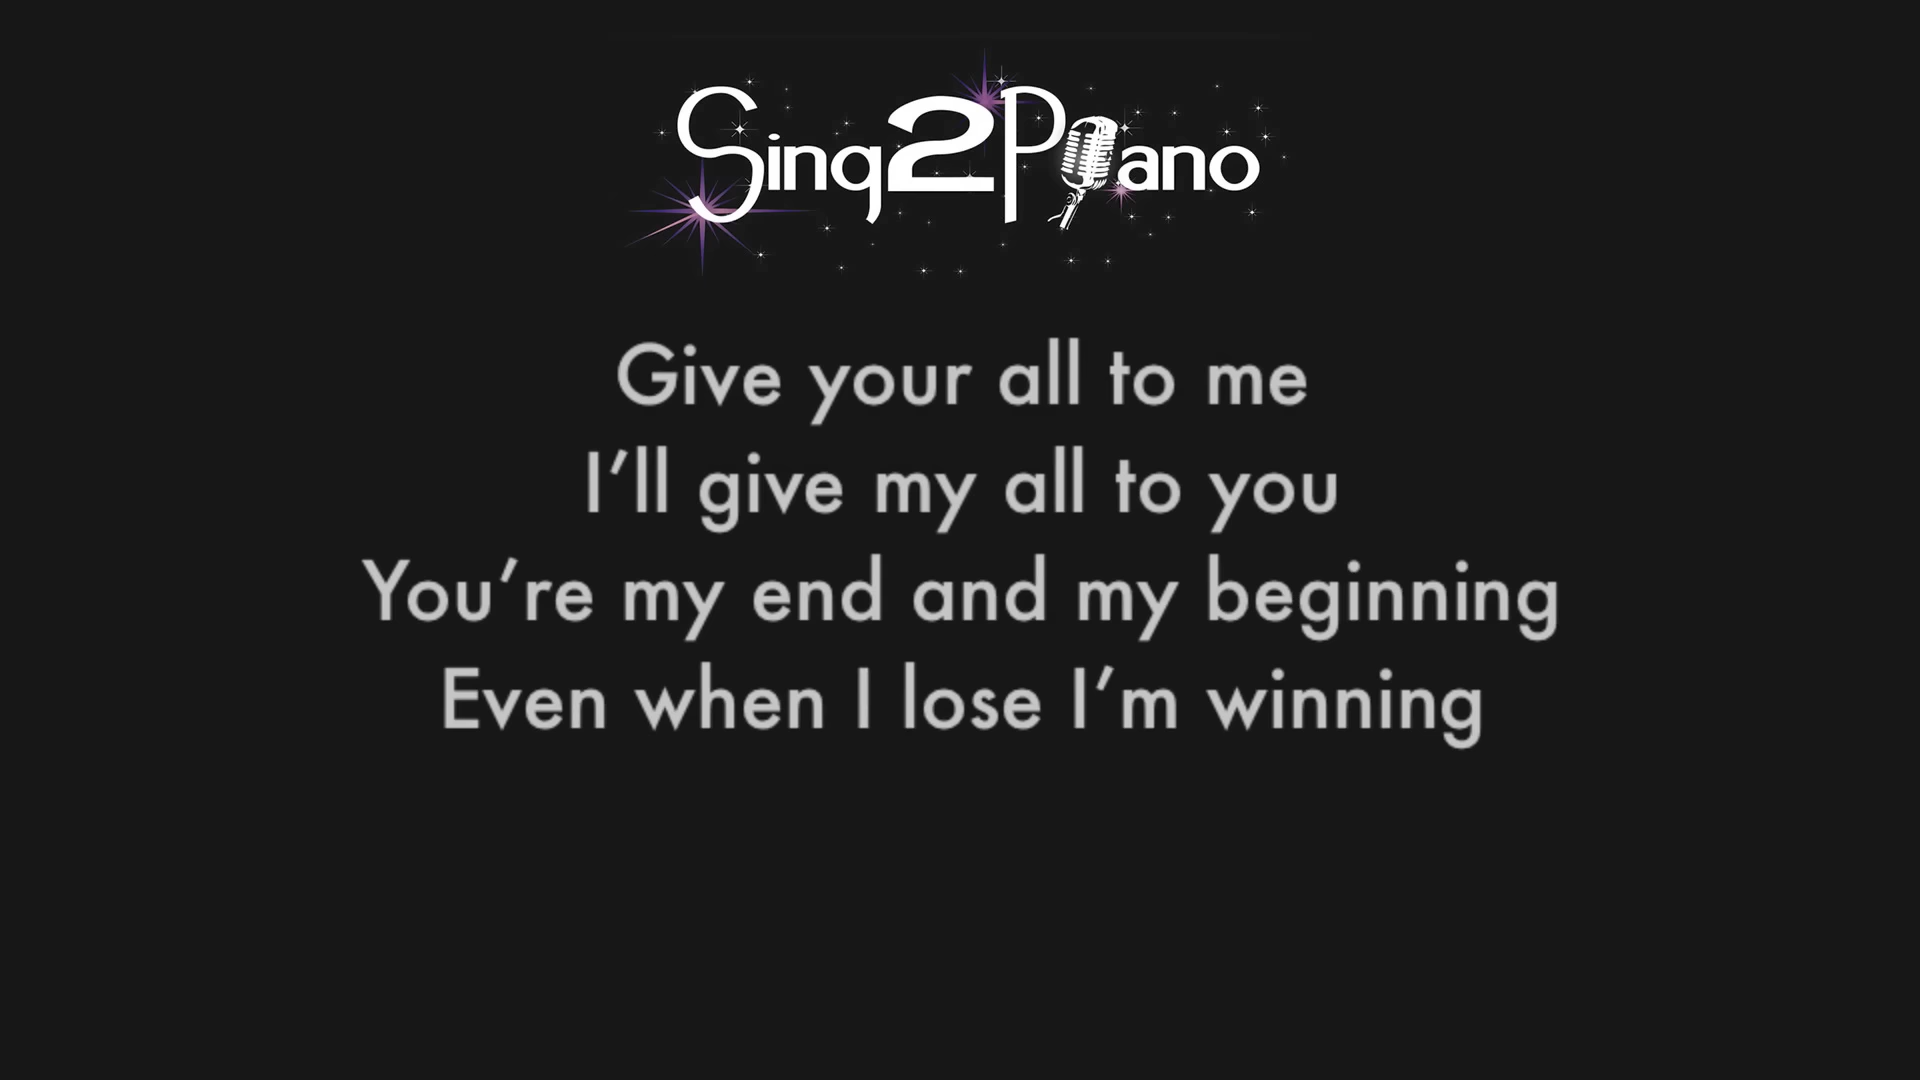 Sing2Piano
Give your all to me
I’ll give my all to you
You’re my end and my beginning
Even when I lose I’m winning